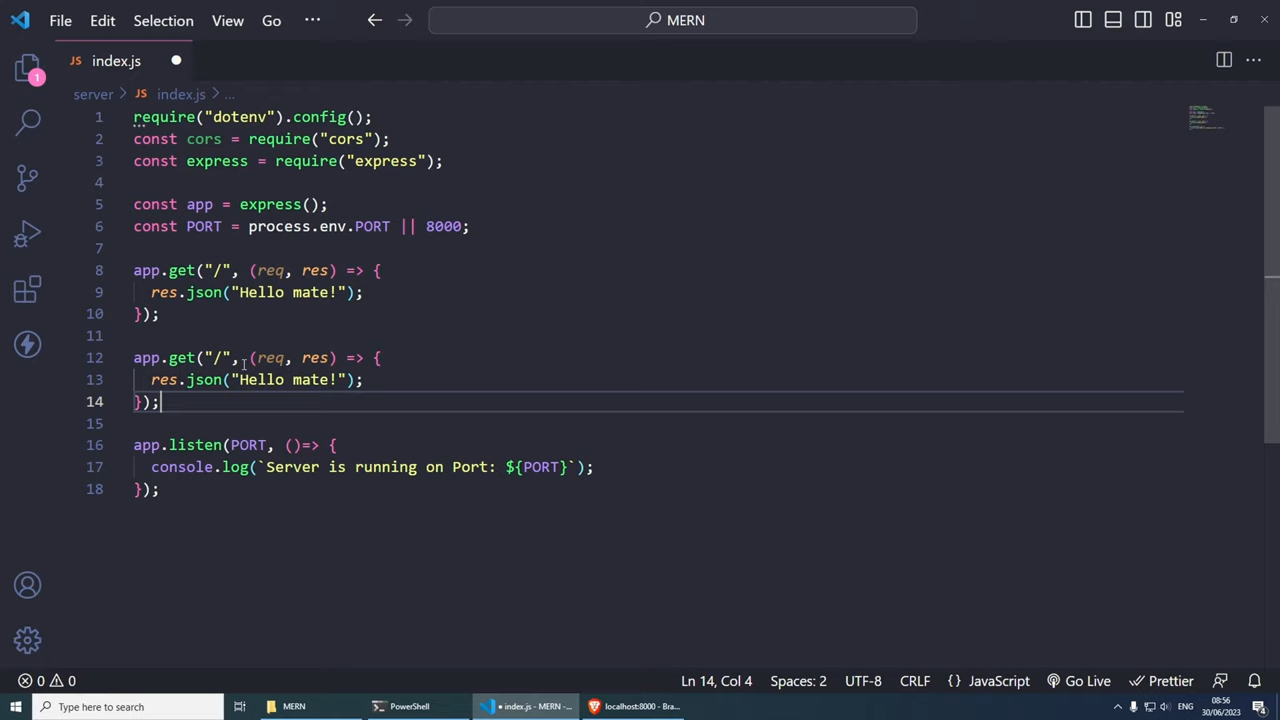 File Edit Selection View Go ··· MERN
JS index.js
1
server > JS index.js > ...
1 require("dotenv").config();
2 const cors = require("cors");
3 const express = require("express");
4
5 const app = express();
6 const PORT = process.env.PORT || 8000;
7
8 app.get("/", (req, res) => {
9 res.json("Hello mate!");
10 });
11
12 app.get("/", (req, res) => {
13 res.json("Hello mate!");
14 });
15
16 app.listen(PORT, ()=> {
17 console.log(`Server is running on Port: ${PORT}`);
18 });
0 0 Ln 14, Col 4 Spaces: 2 UTF-8 CRLF {} JavaScript Go Live Prettier
Type here to search MERN PowerShell • index.js - MERN -... localhost:8000 - Bra... ENG 08:56 30/06/2023 4